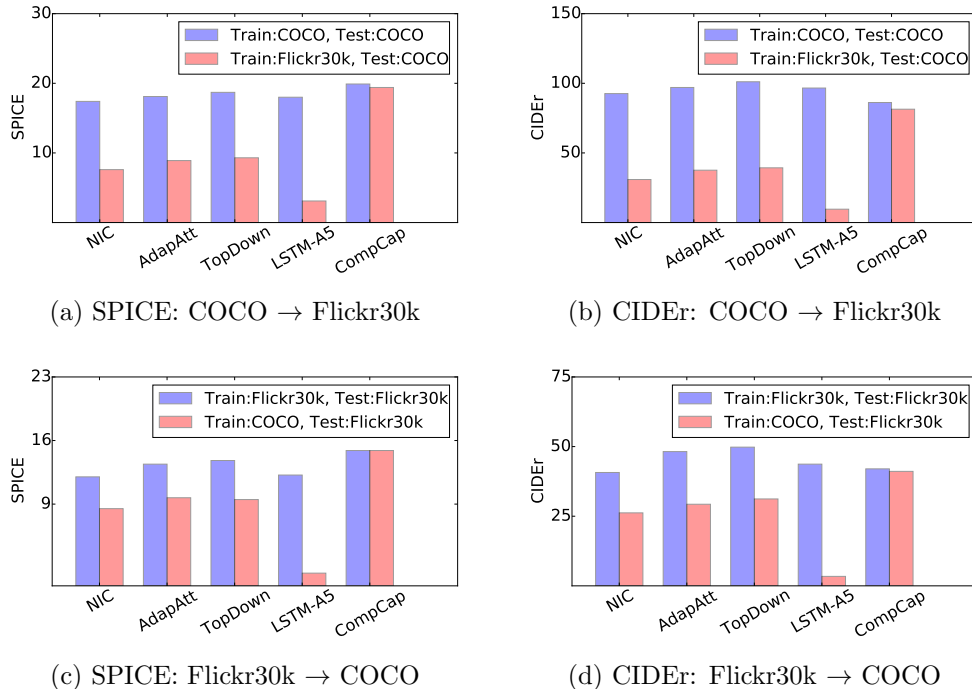 30
20
10
SPICE
Train:COCO, Test:COCO
Train:Flickr30k, Test:COCO
NIC
AdapAtt
TopDown
LSTM-A5
CompCap
(a) SPICE: COCO → Flickr30k
150
100
50
CIDEr
Train:COCO, Test:COCO
Train:Flickr30k, Test:COCO
NIC
AdapAtt
TopDown
LSTM-A5
CompCap
(b) CIDEr: COCO → Flickr30k
23
16
9
SPICE
Train:Flickr30k, Test:Flickr30k
Train:COCO, Test:Flickr30k
NIC
AdapAtt
TopDown
LSTM-A5
CompCap
(c) SPICE: Flickr30k → COCO
75
50
25
CIDEr
Train:Flickr30k, Test:Flickr30k
Train:COCO, Test:Flickr30k
NIC
AdapAtt
TopDown
LSTM-A5
CompCap
(d) CIDEr: Flickr30k → COCO